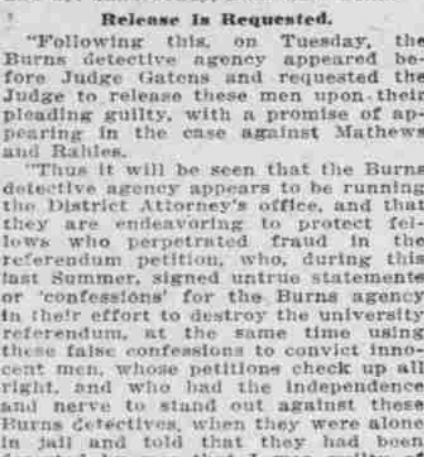 Release Is Requested.
"Following this, on Tuesday, the
Burns detective agency appeared be-
fore Judge Gatens and requested the
Judge to release these men upon their
pleading guilty, with a promise of ap-
pearing in the case against Mathews
and Rahles.
"Thus it will be seen that the Burns
detective agency appears to be running
the District Attorney's office, and that
they are endeavoring to protect fel-
lows who perpetrated fraud in the
referendum petition, who, during this
last Summer, signed untrue statements
or 'confessions' for the Burns agency
in their effort to destroy the university
referendum, at the same time using
these false confessions to convict inno-
cent men, whose petitions check up all
right, and who had the independence
and nerve to stand out against these
Burns detectives, when they were alone
in jail and told that they had been